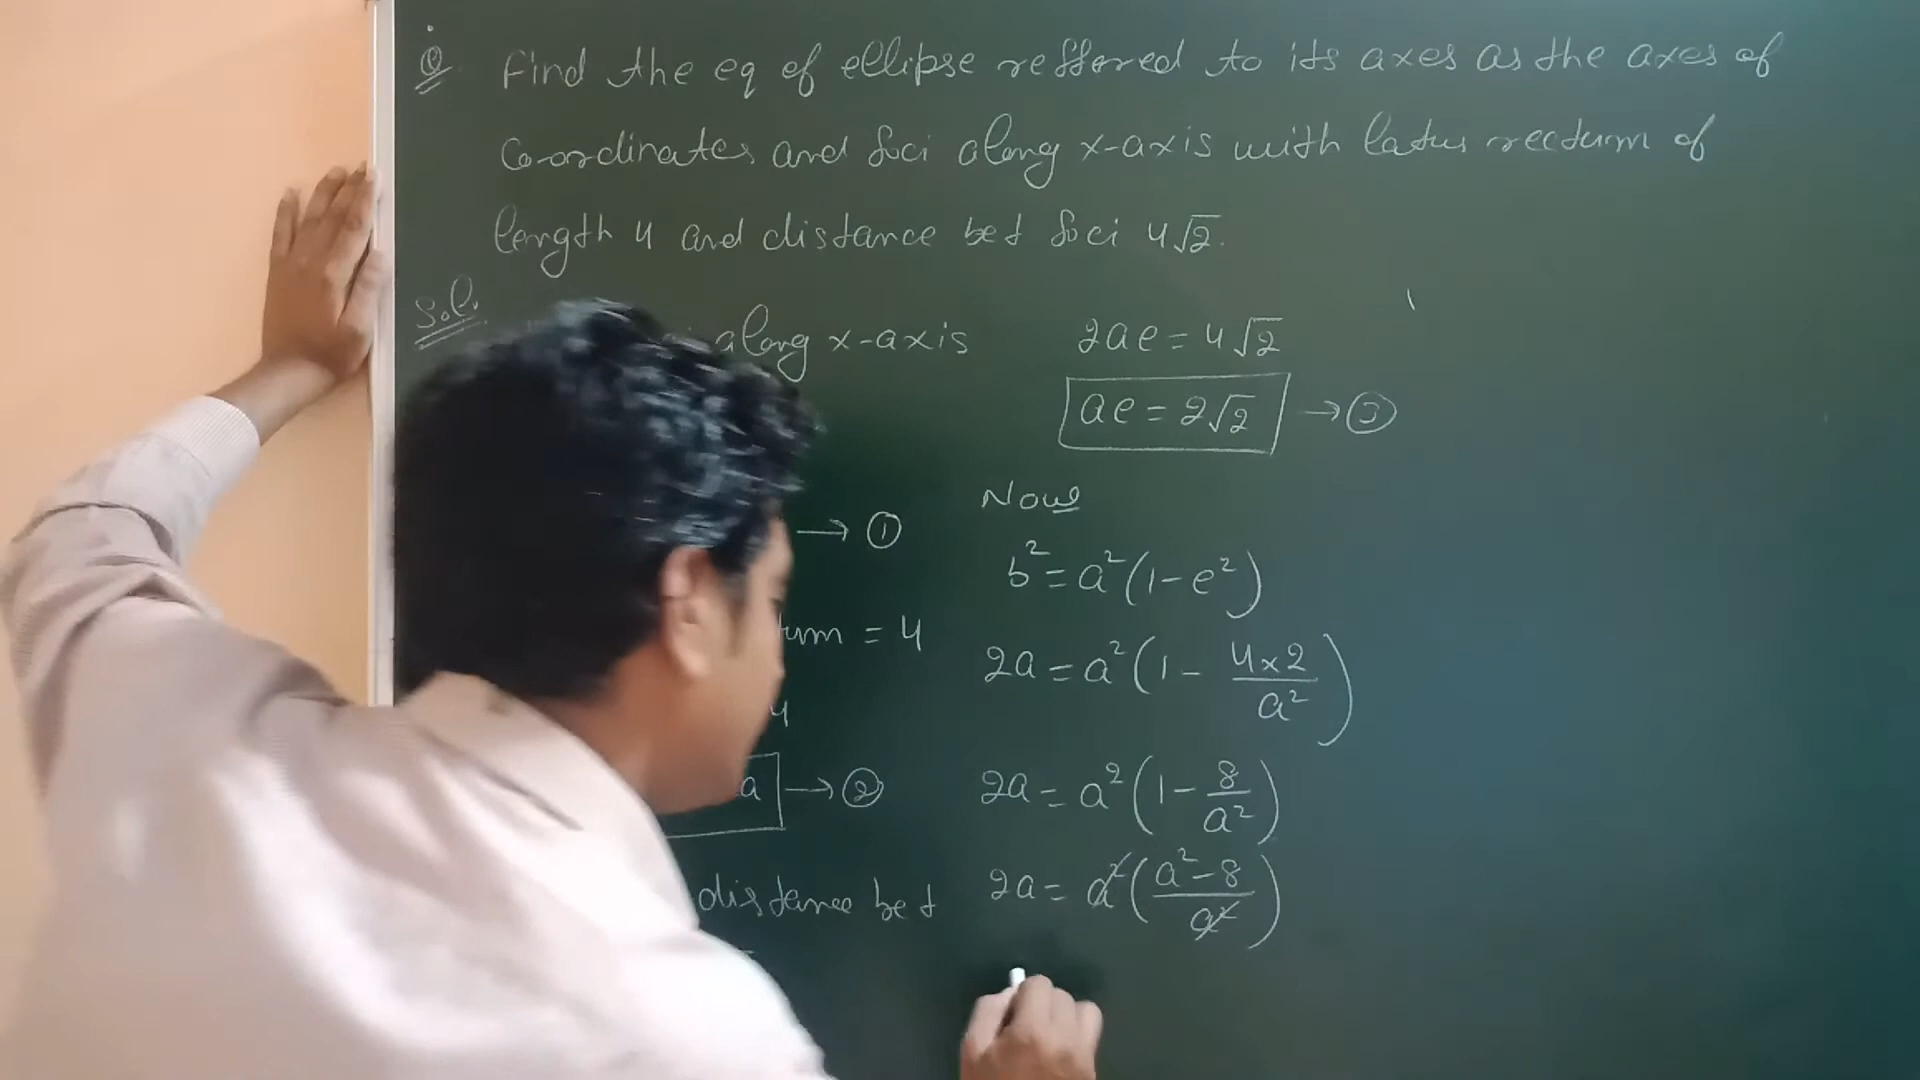 Q. Find the eq of ellipse reffered to its axes as the axes of
Co-ordinates and foci along x-axis with latus rectum of
length 4 and distance bet foci 4√2.
Sol.
along x-axis
→ ①
= 4
4
a → ②
distance bet
2ae = 4√2
ae = 2√2 → ③
Now
b² = a²(1-e²)
2a = a²(1 - 4×2/a²)
2a = a²(1 - 8/a²)
2a = a²(a²-8/a²)